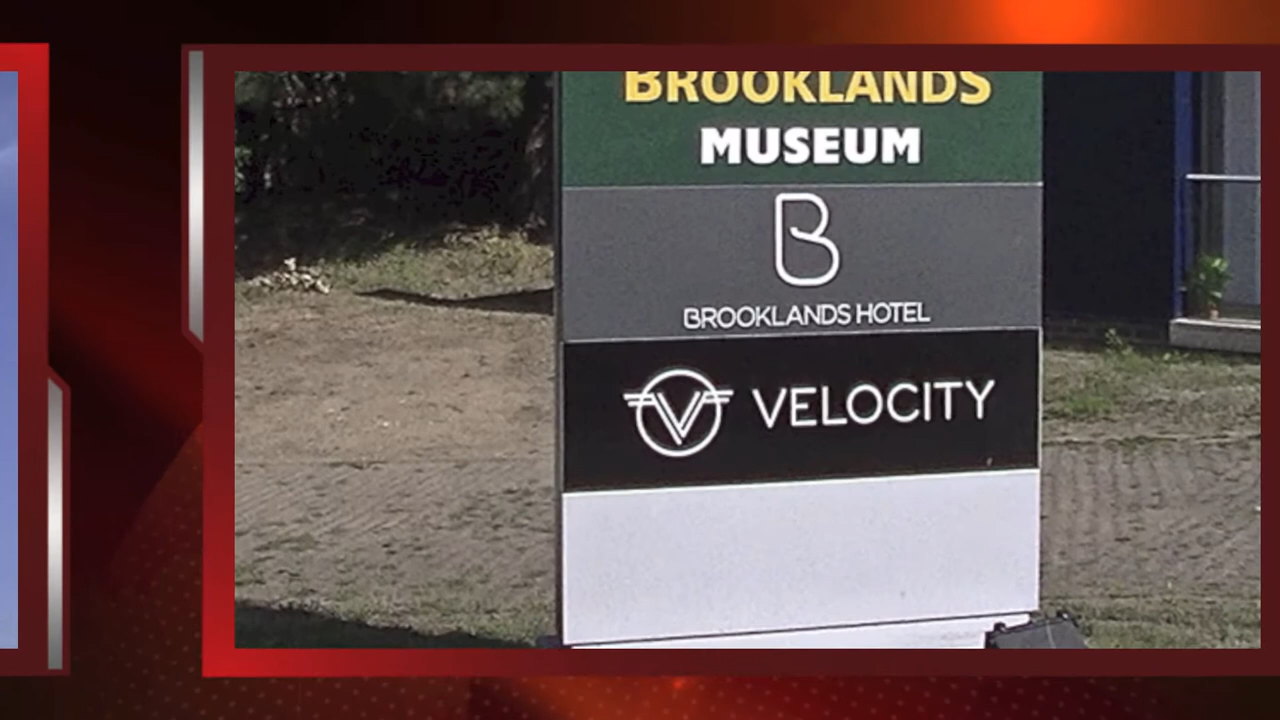 BROOKLANDS
MUSEUM
B
BROOKLANDS HOTEL
V VELOCITY